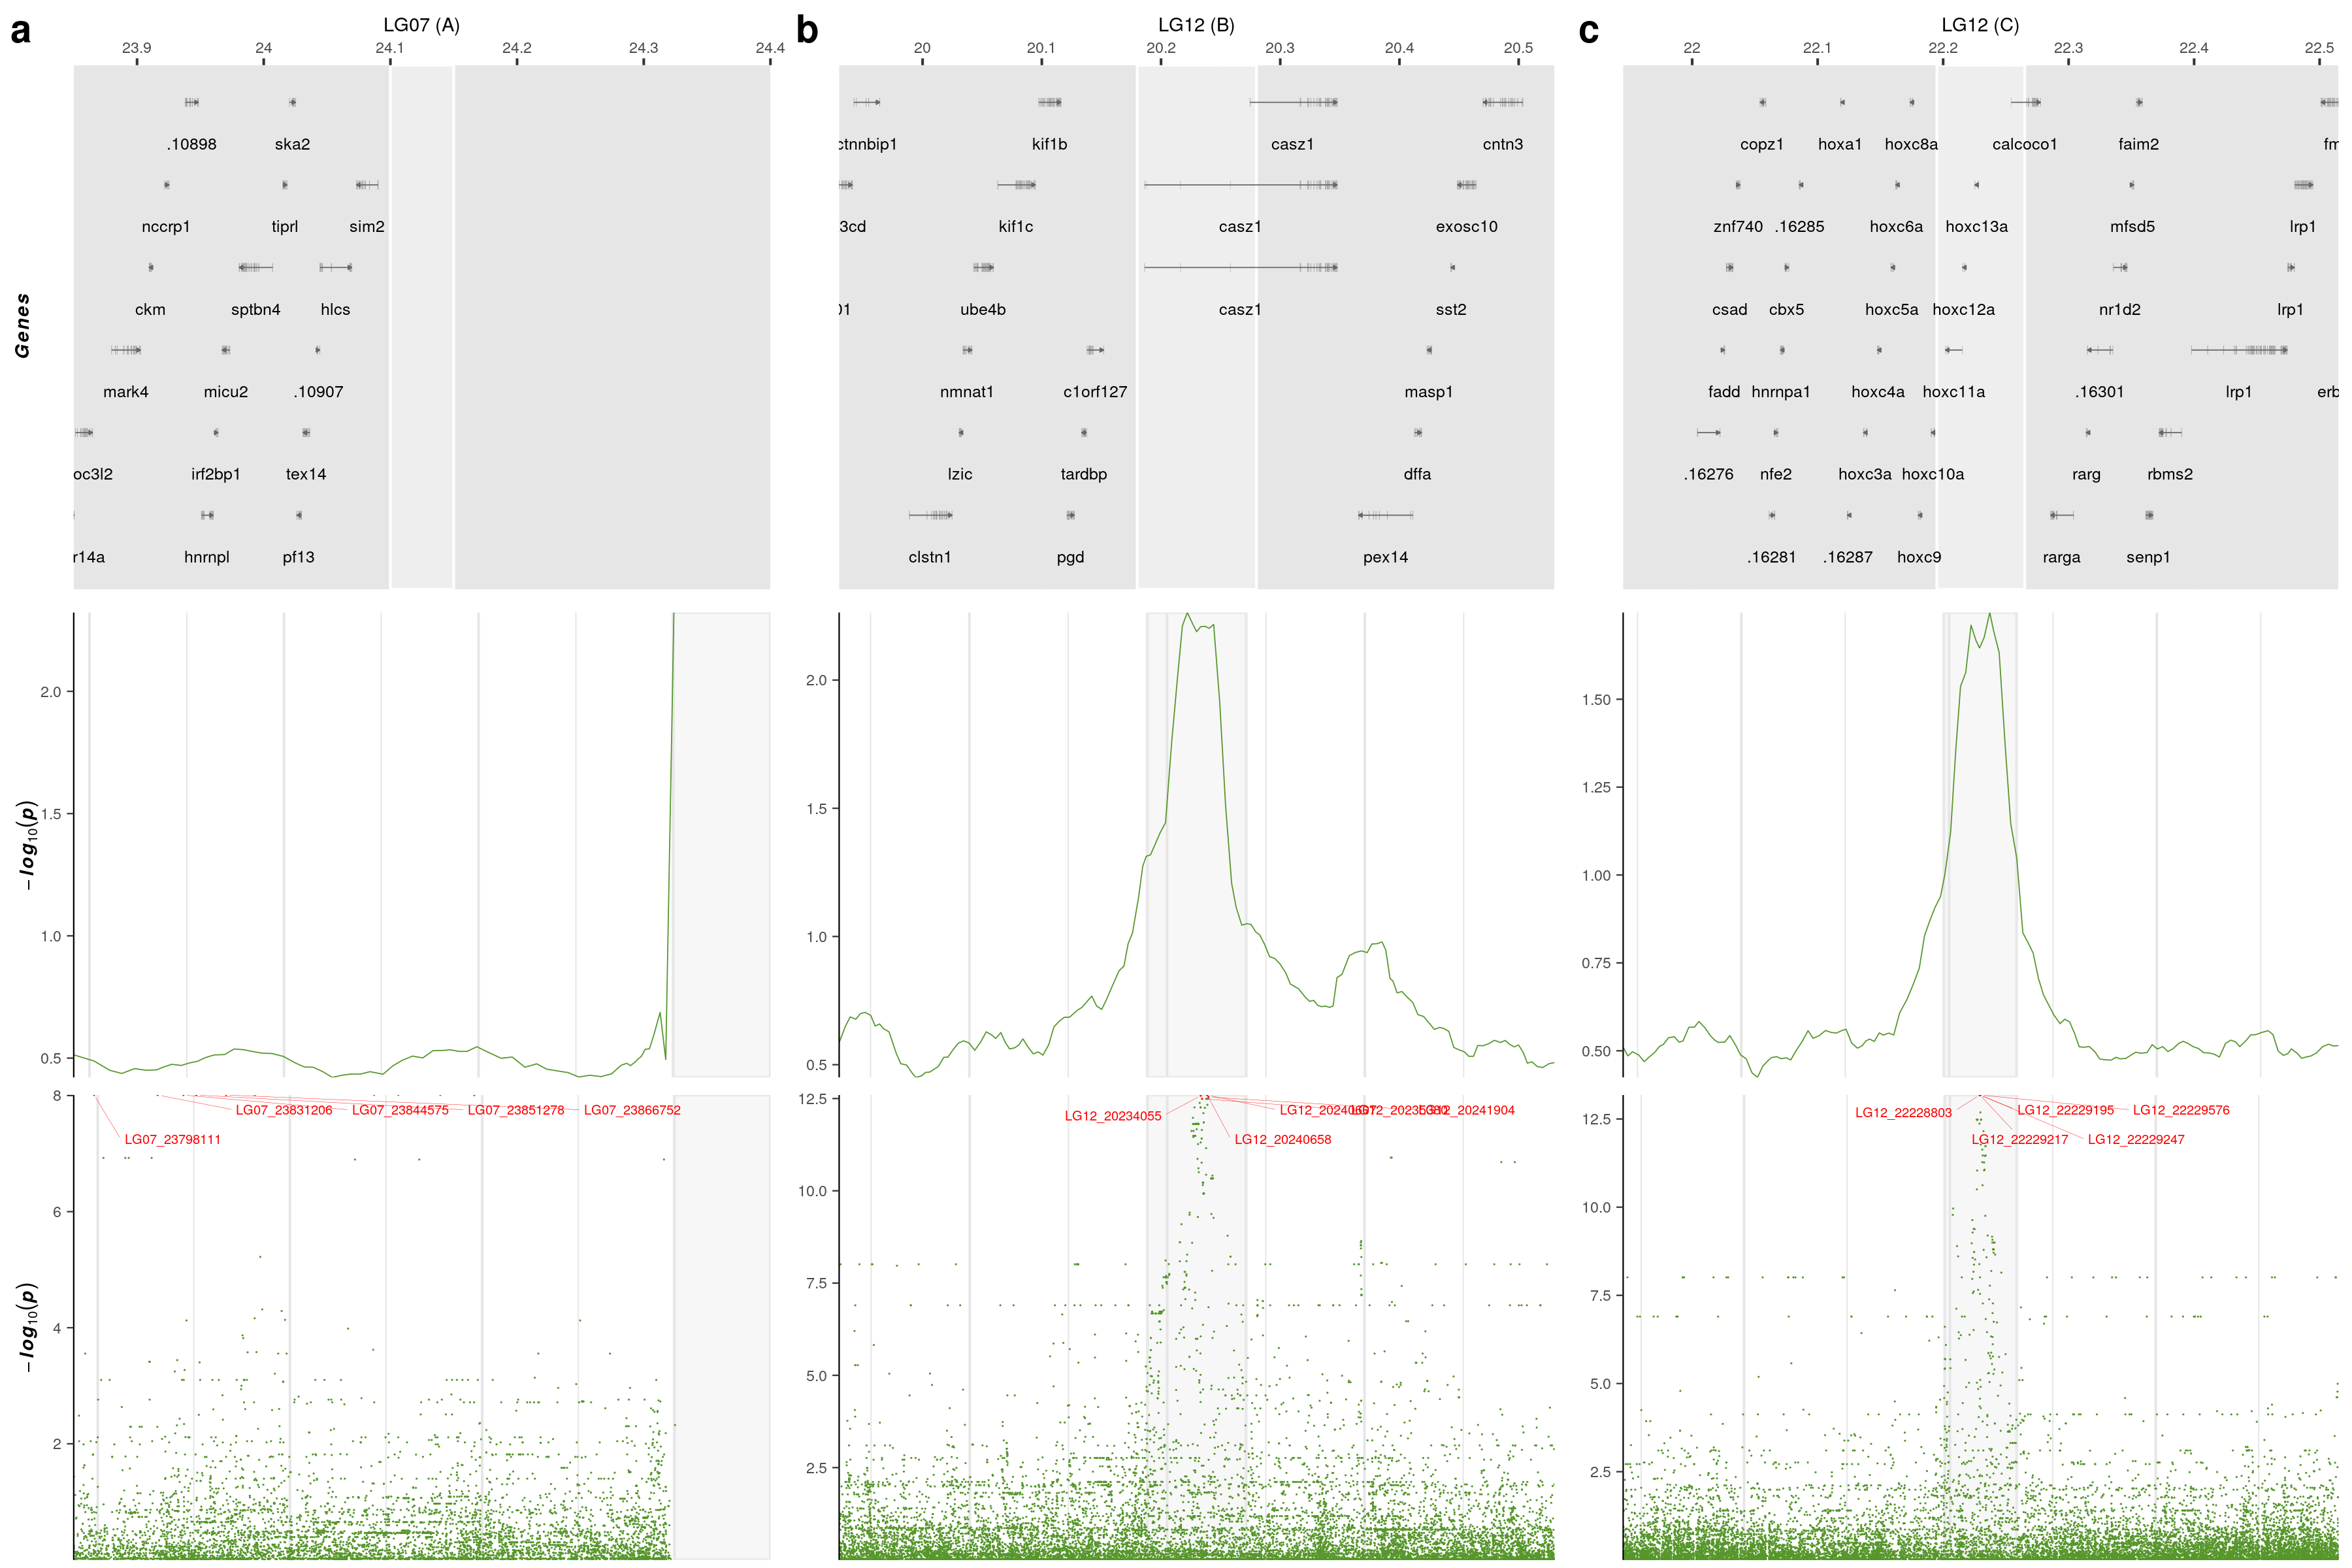 a LG07 (A)
23.9 24 24.1 24.2 24.3 24.4
b LG12 (B)
20 20.1 20.2 20.3 20.4 20.5
c LG12 (C)
22 22.1 22.2 22.3 22.4 22.5
Genes
.10898 ska2
nccrp1 tiprl sim2
ckm sptbn4 hlcs
mark4 micu2 .10907
oc3l2 irf2bp1 tex14
r14a hnrnpl pf13
ctnnbip1 kif1b casz1 cntn3
3cd kif1c casz1 exosc10
01 ube4b casz1 sst2
nmnat1 c1orf127 masp1
lzic tardbp dffa
clstn1 pgd pex14
copz1 hoxa1 hoxc8a calcoco1 faim2 fm
znf740 .16285 hoxc6a hoxc13a mfsd5 lrp1
csad cbx5 hoxc5a hoxc12a nr1d2 lrp1
fadd hnrnpa1 hoxc4a hoxc11a .16301 lrp1 erb
.16276 nfe2 hoxc3a hoxc10a rarg rbms2
.16281 .16287 hoxc9 rarga senp1
−log10(p)
2.0
1.5
1.0
0.5
2.0
1.5
1.0
0.5
1.50
1.25
1.00
0.75
0.50
−log10(p)
8
6
4
2
LG07_23831206 LG07_23844575 LG07_23851278 LG07_23866752
LG07_23798111
12.5
10.0
7.5
5.0
2.5
LG12_20234055 LG12_20241904
LG12_20240658
12.5
10.0
7.5
5.0
2.5
LG12_22228803 LG12_22229195 LG12_22229576
LG12_22229217 LG12_22229247